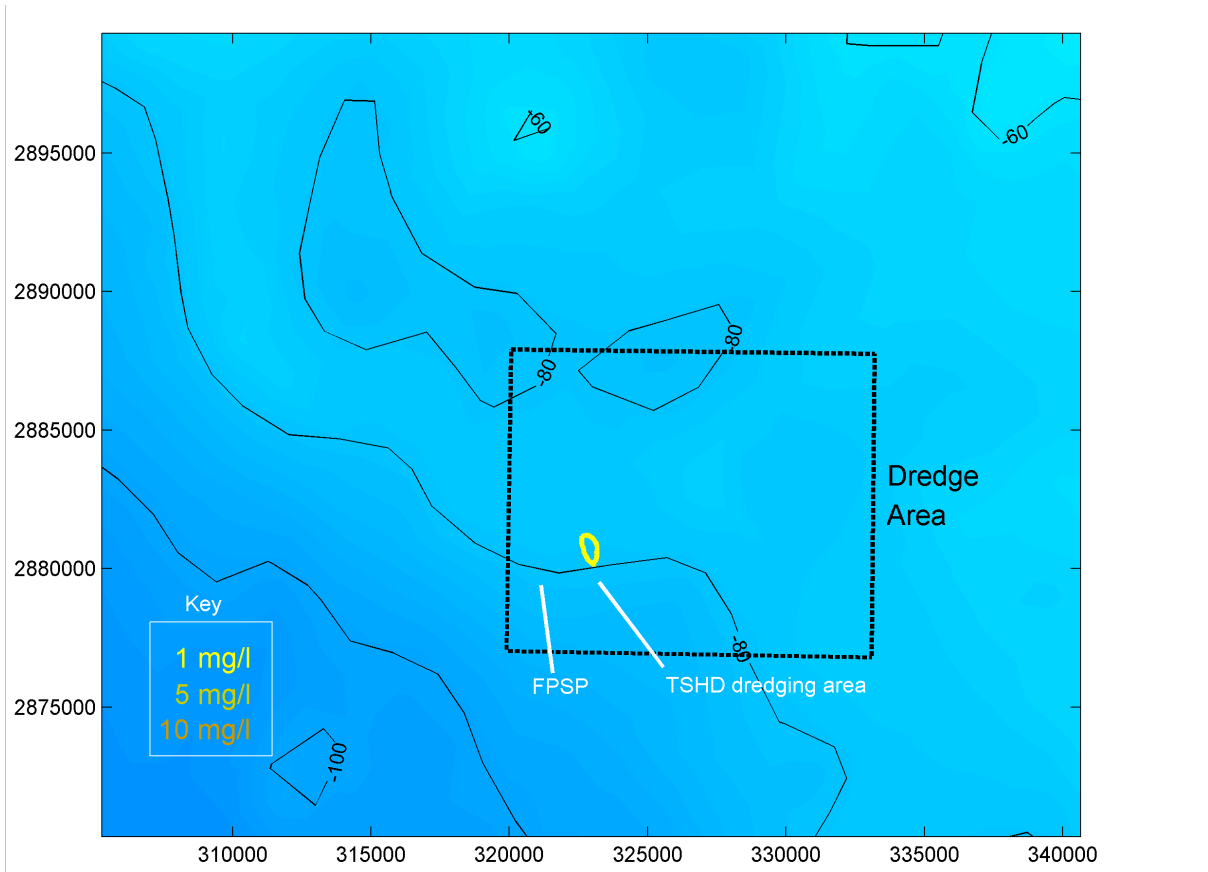 -60
-60
2895000
2890000
-80
-80
2885000
Dredge
Area
2880000
Key
1 mg/l
5 mg/l
10 mg/l
-80
FPSP
TSHD dredging area
2875000
-100
310000 315000 320000 325000 330000 335000 340000